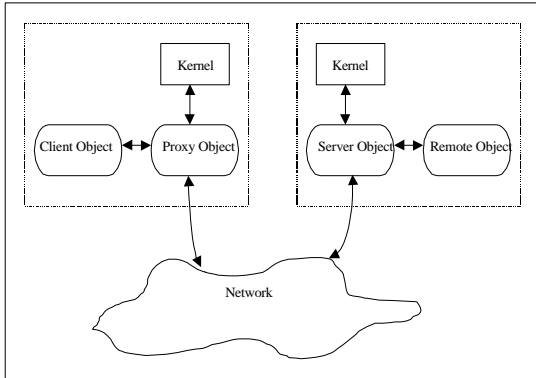 Kernel
Kernel
Client Object
Proxy Object
Server Object
Remote Object
Network